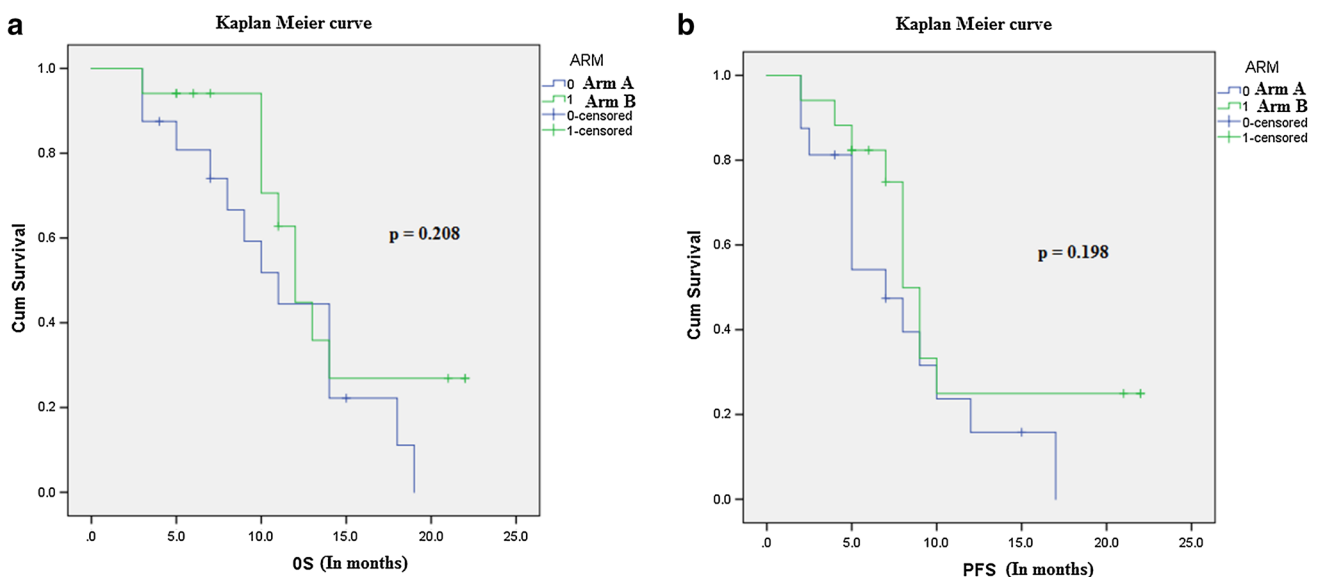 a
Kaplan Meier curve
ARM
0 Arm A
1 Arm B
0-censored
1-censored
p = 0.208
Cum Survival
1.0
0.8
0.6
0.4
0.2
0.0
.0 5.0 10.0 15.0 20.0 25.0
0S (In months)
b
Kaplan Meier curve
ARM
0 Arm A
1 Arm B
0-censored
1-censored
p = 0.198
Cum Survival
1.0
0.8
0.6
0.4
0.2
0.0
.0 5.0 10.0 15.0 20.0 25.0
PFS (In months)